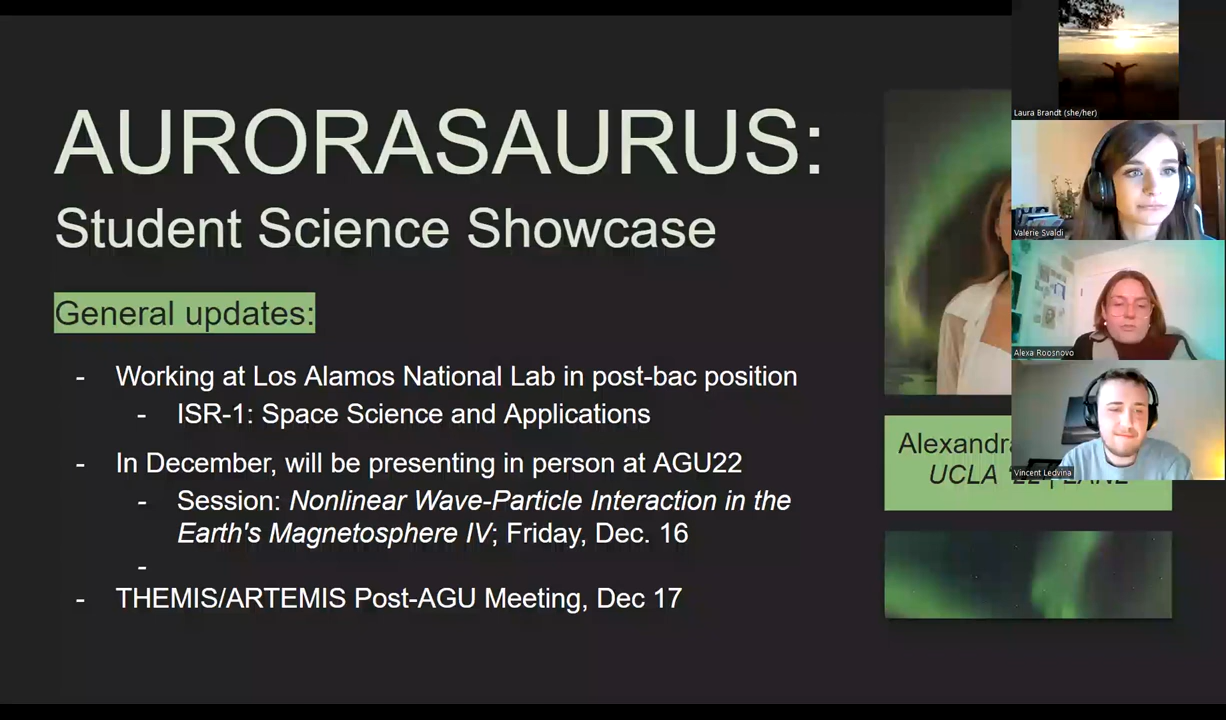 AURORASAURUS:
Student Science Showcase
General updates:
- Working at Los Alamos National Lab in post-bac position
- ISR-1: Space Science and Applications
- In December, will be presenting in person at AGU22
- Session: Nonlinear Wave-Particle Interaction in the
Earth's Magnetosphere IV; Friday, Dec. 16
-
- THEMIS/ARTEMIS Post-AGU Meeting, Dec 17
UCLA
Laura Brandt (she/her)
Valerie Svaldi
Alexa Roosnovo
Vincent Ledvina